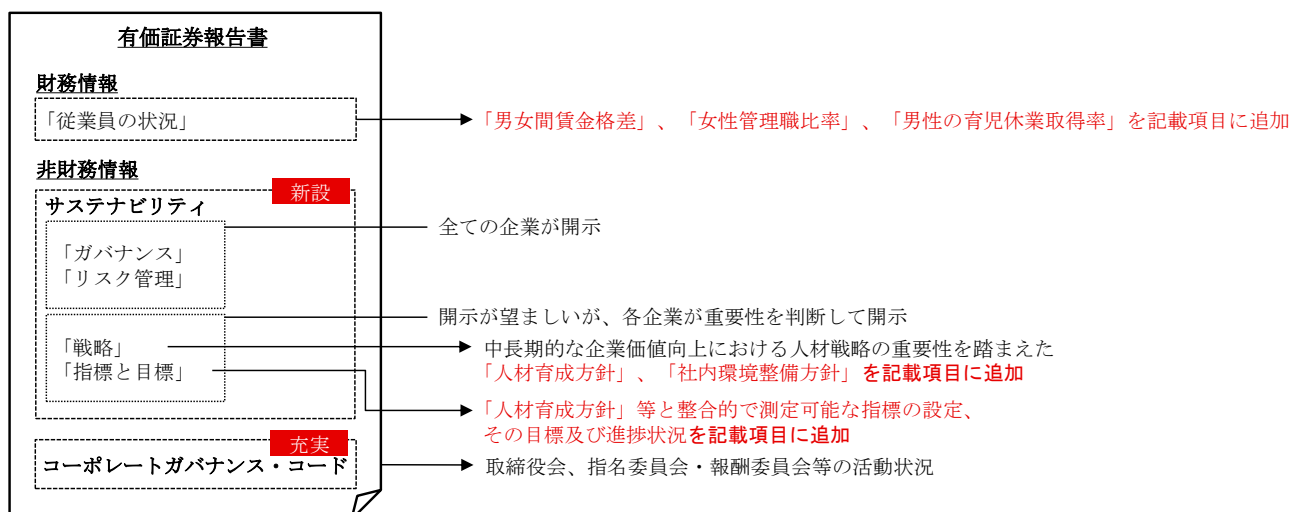 有価証券報告書
財務情報
「従業員の状況」
「男女間賃金格差」、「女性管理職比率」、「男性の育児休業取得率」を記載項目に追加
非財務情報
新設
サステナビリティ
全ての企業が開示
「ガバナンス」
「リスク管理」
開示が望ましいが、各企業が重要性を判断して開示
「戦略」
中長期的な企業価値向上における人材戦略の重要性を踏まえた
「人材育成方針」、「社内環境整備方針」を記載項目に追加
「指標と目標」
「人材育成方針」等と整合的で測定可能な指標の設定、
その目標及び進捗状況を記載項目に追加
充実
コーポレートガバナンス・コード
取締役会、指名委員会・報酬委員会等の活動状況